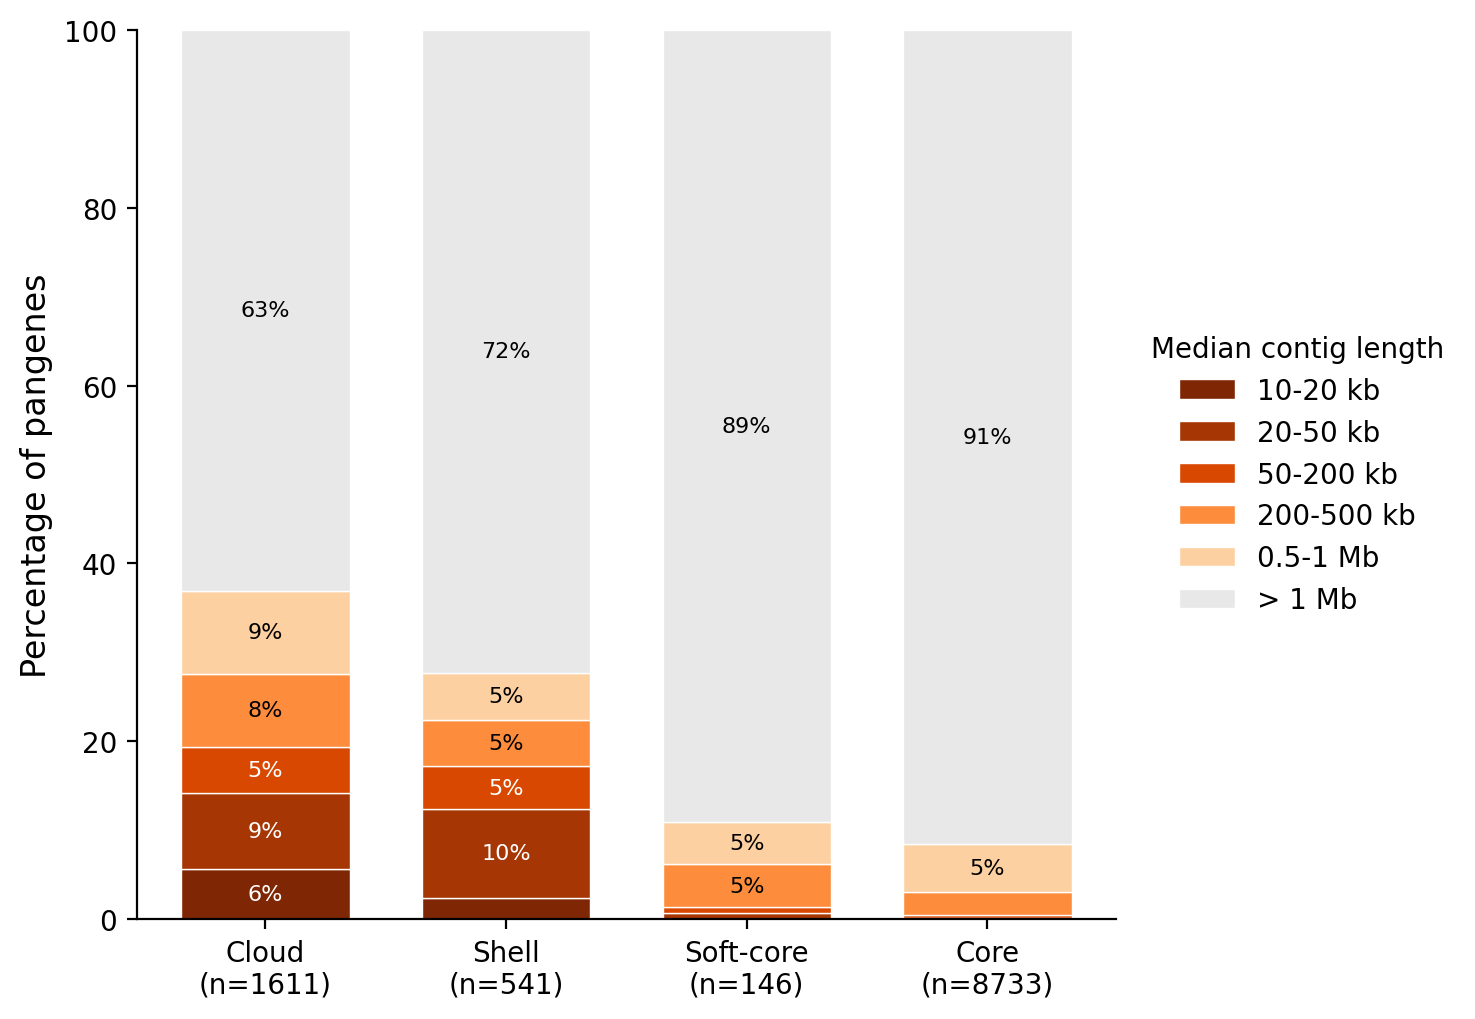 100
80
60
40
20
0
Percentage of pangenes
63%
9%
8%
5%
9%
6%
72%
5%
5%
5%
10%
89%
5%
5%
91%
5%
Cloud
(n=1611)
Shell
(n=541)
Soft-core
(n=146)
Core
(n=8733)
Median contig length
10-20 kb
20-50 kb
50-200 kb
200-500 kb
0.5-1 Mb
> 1 Mb